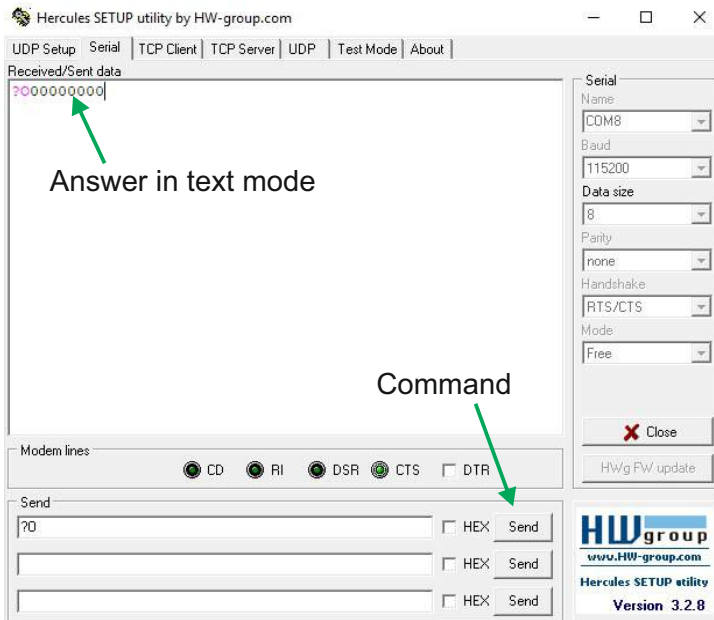 Hercules SETUP utility by HW-group.com
UDP Setup Serial TCP Client TCP Server UDP Test Mode About
Received/Sent data
?O00000000
Answer in text mode
Serial
Name
COM8
Baud
115200
Data size
8
Parity
none
Handshake
RTS/CTS
Mode
Free
Command
Close
HWg FW update
Modem lines
CD RI DSR CTS DTR
Send
?O HEX Send
HEX Send
HEX Send
HWgroup
www.HW-group.com
Hercules SETUP utility
Version 3.2.8